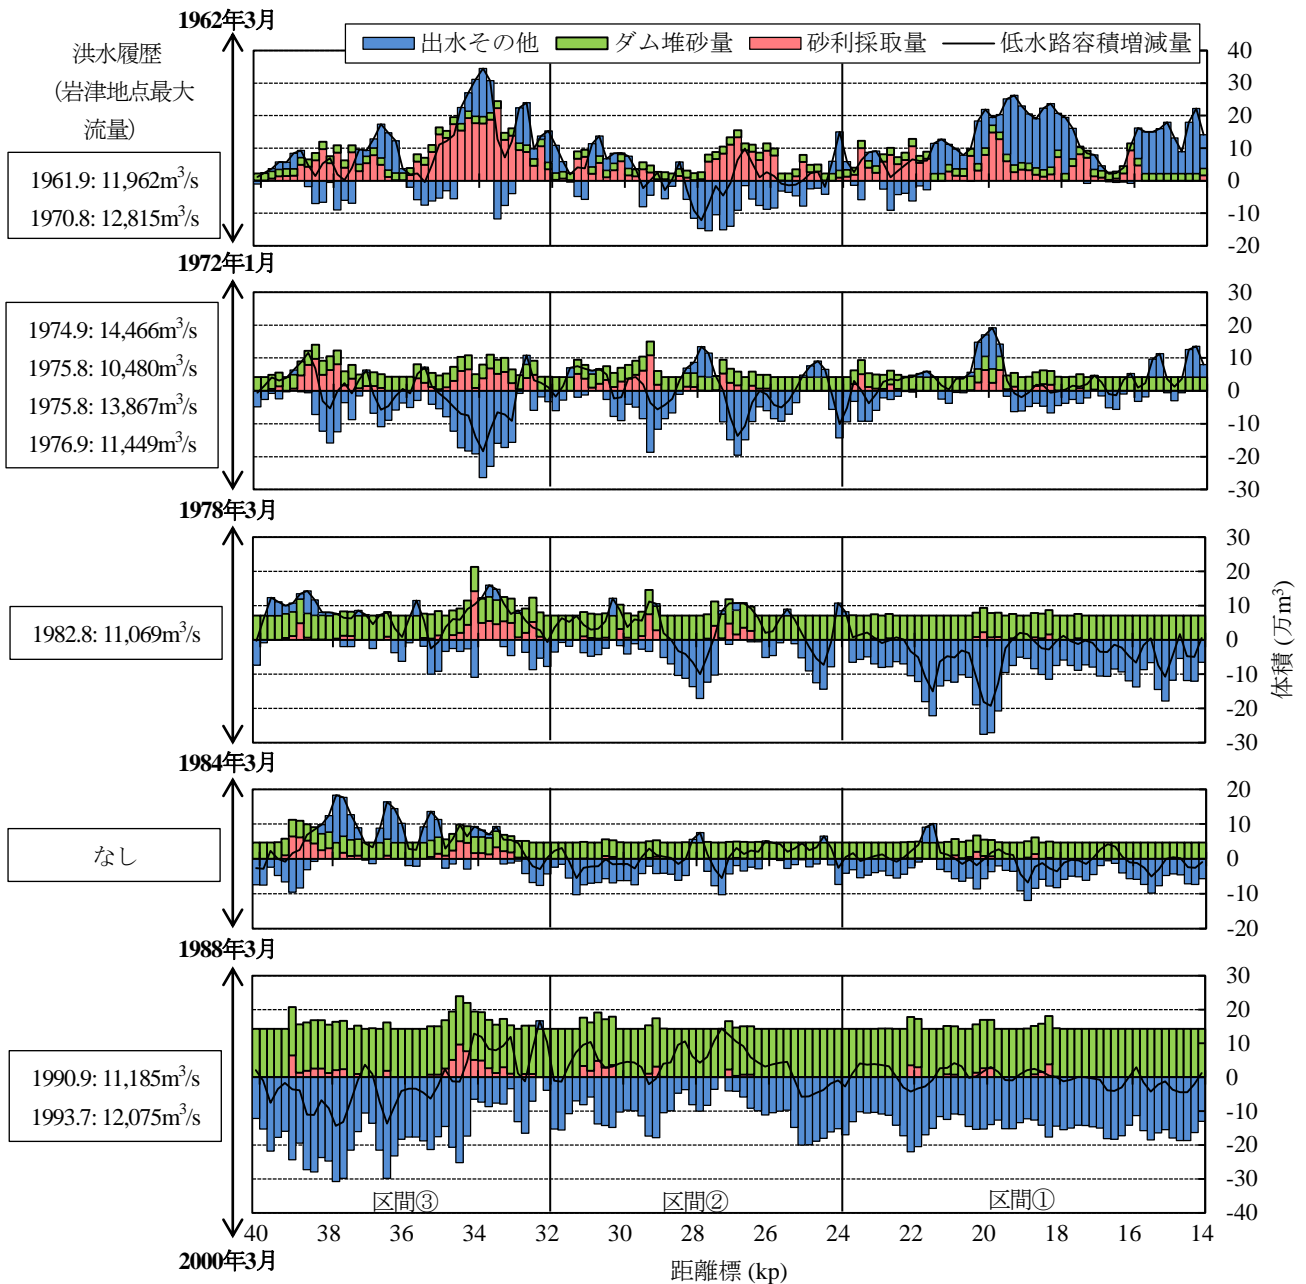 1962年3月
出水その他 ダム堆砂量 砂利採取量 低水路容積増減量
洪水履歴
(岩津地点最大
流量)
1961.9: 11,962m³/s
1970.8: 12,815m³/s
40
30
20
10
0
-10
-20
1972年1月
1974.9: 14,466m³/s
1975.8: 10,480m³/s
1975.8: 13,867m³/s
1976.9: 11,449m³/s
30
20
10
0
-10
-20
-30
1978年3月
1982.8: 11,069m³/s
30
20
10
0
-10
-20
-30
体積 (万m³)
1984年3月
なし
20
10
0
-10
-20
1988年3月
1990.9: 11,185m³/s
1993.7: 12,075m³/s
30
20
10
0
-10
-20
-30
-40
区間③ 区間② 区間①
40 38 36 34 32 30 28 26 24 22 20 18 16 14
2000年3月
距離標 (kp)